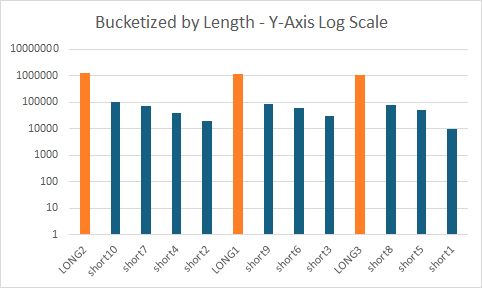 Bucketized by Length - Y-Axis Log Scale
10000000
1000000
100000
10000
1000
100
10
1
LONG2
short10
short7
short4
short2
LONG1
short9
short6
short3
LONG3
short8
short5
short1